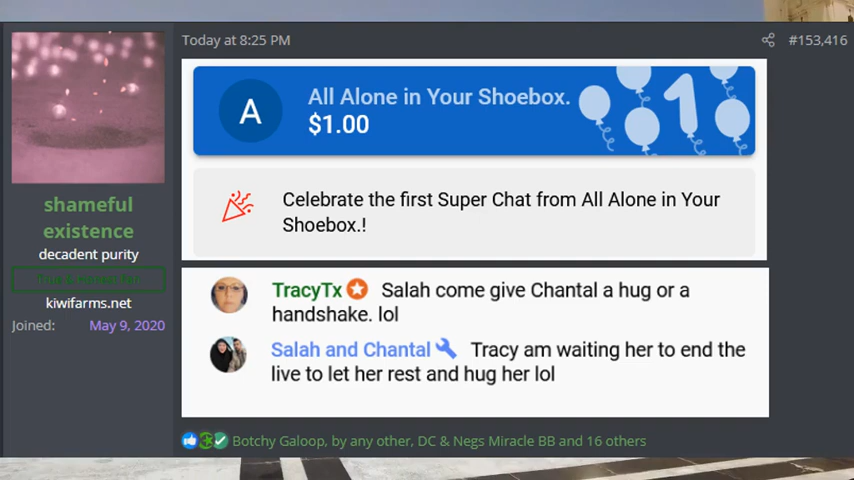 Today at 8:25 PM
#153,416
A
All Alone in Your Shoebox.
$1.00
1
Celebrate the first Super Chat from All Alone in Your
Shoebox.!
shameful
existence
decadent purity
kiwifarms.net
Joined: May 9, 2020
TracyTx Salah come give Chantal a hug or a
handshake. lol
Salah and Chantal Tracy am waiting her to end the
live to let her rest and hug her lol
Botchy Galoop, by any other, DC & Negs Miracle BB and 16 others